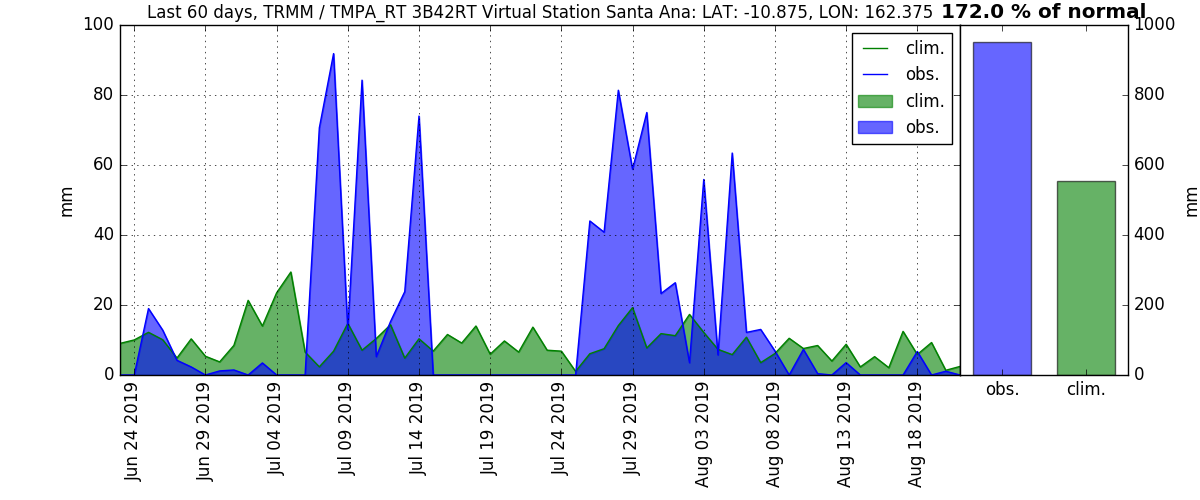 Last 60 days, TRMM / TMPA_RT 3B42RT Virtual Station Santa Ana: LAT: -10.875, LON: 162.375 172.0 % of normal
100
80
60
40
20
0
mm
clim.
obs.
clim.
obs.
1000
800
600
400
200
0
mm
obs. clim.
Jun 24 2019
Jun 29 2019
Jul 04 2019
Jul 09 2019
Jul 14 2019
Jul 19 2019
Jul 24 2019
Jul 29 2019
Aug 03 2019
Aug 08 2019
Aug 13 2019
Aug 18 2019